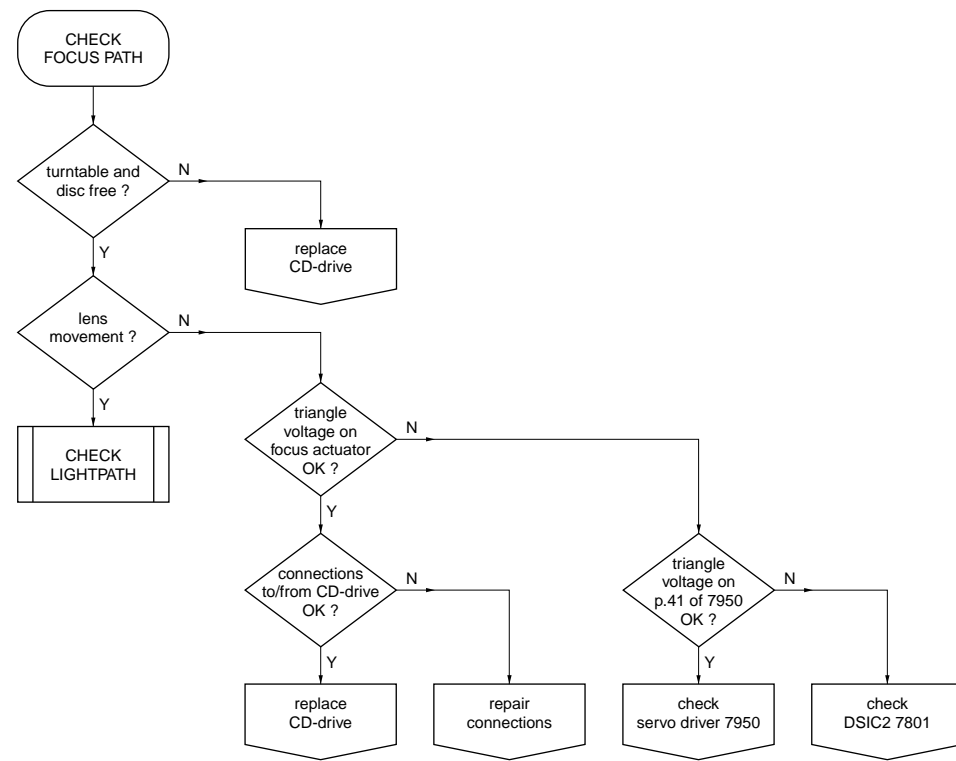 CHECK
FOCUS PATH
turntable and
disc free ?
N
Y
replace
CD-drive
lens
movement ?
N
Y
CHECK
LIGHTPATH
triangle
voltage on
focus actuator
OK ?
N
Y
connections
to/from CD-drive
OK ?
N
Y
triangle
voltage on
p.41 of 7950
OK ?
N
Y
replace
CD-drive
repair
connections
check
servo driver 7950
check
DSIC2 7801